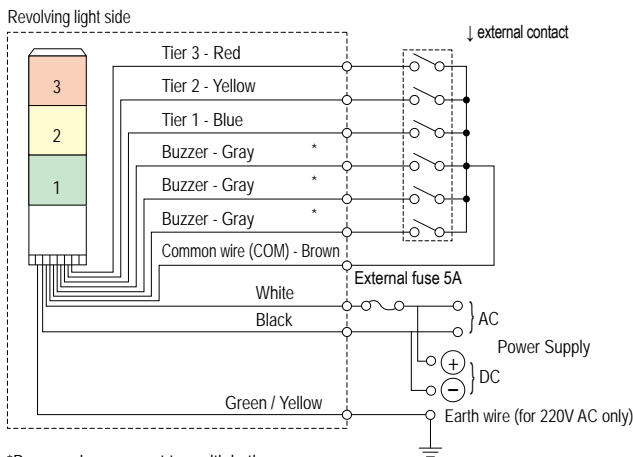 Revolving light side
↓ external contact
Tier 3 - Red
3
Tier 2 - Yellow
2
Tier 1 - Blue
1
Buzzer - Gray *
Buzzer - Gray *
Buzzer - Gray *
Common wire (COM) - Brown
External fuse 5A
White
AC
Black
Power Supply
+
DC
−
Green / Yellow
Earth wire (for 220V AC only)